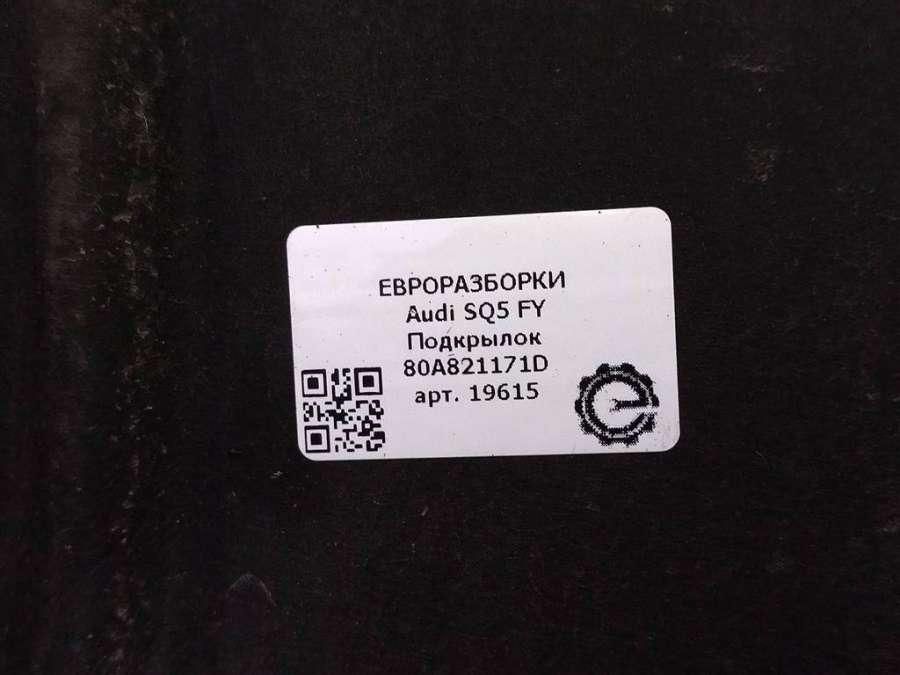 ЕВРОРАЗБОРКИ
Audi SQ5 FY
Подкрылок
80A821171D
арт. 19615